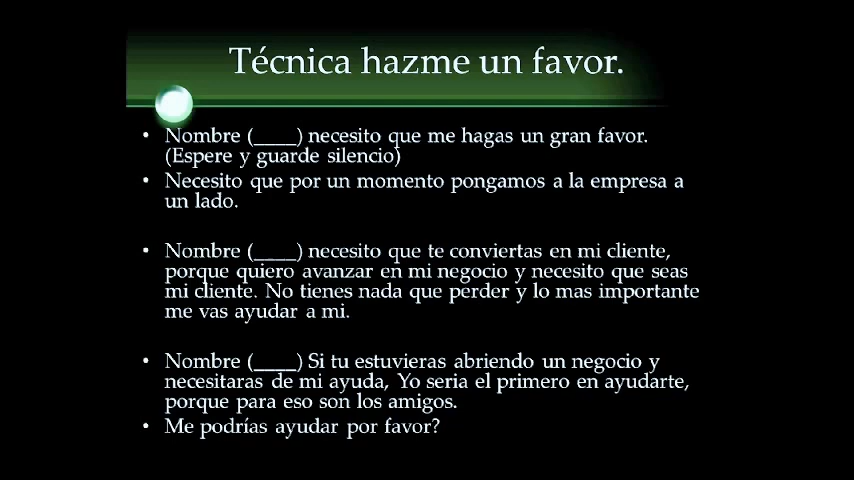 Técnica hazme un favor.
• Nombre (____) necesito que me hagas un gran favor.
(Espere y guarde silencio)
• Necesito que por un momento pongamos a la empresa a
un lado.
• Nombre (____) necesito que te conviertas en mi cliente,
porque quiero avanzar en mi negocio y necesito que seas
mi cliente. No tienes nada que perder y lo mas importante
me vas ayudar a mi.
• Nombre (____) Si tu estuvieras abriendo un negocio y
necesitaras de mi ayuda, Yo seria el primero en ayudarte,
porque para eso son los amigos.
• Me podrías ayudar por favor?